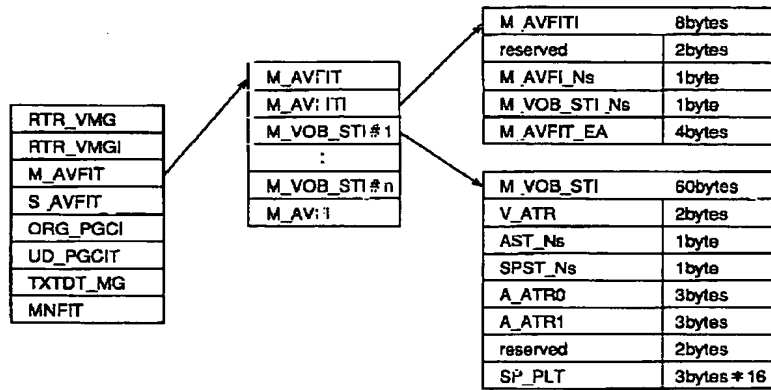 RTR_VMG
RTR_VMGI
M_AVFIT
S_AVFIT
ORG_PGCI
UD_PGCIT
TXTDT_MG
MNFIT
M_AVFIT
M_AVFITI
M_VOB_STI#1
:
M_VOB_STI#n
M_AVFI
M_AVFITI 8bytes
reserved 2bytes
M_AVFI_Ns 1byte
M_VOB_STI_Ns 1byte
M_AVFIT_EA 4bytes
M_VOB_STI 60bytes
V_ATR 2bytes
AST_Ns 1byte
SPST_Ns 1byte
A_ATR0 3bytes
A_ATR1 3bytes
reserved 2bytes
SP_PLT 3bytes*16